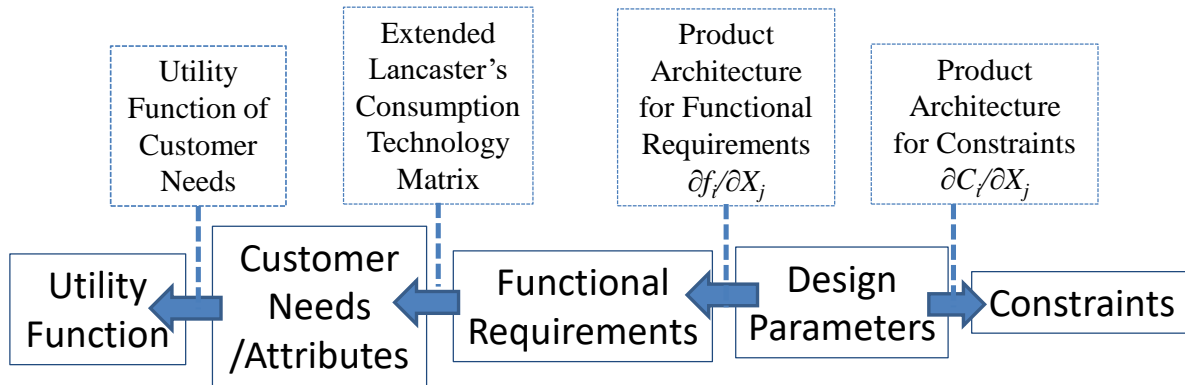 Utility
Function of
Customer
Needs
Extended
Lancaster's
Consumption
Technology
Matrix
Product
Architecture
for Functional
Requirements
∂fᵢ/∂Xⱼ
Product
Architecture
for Constraints
∂Cᵢ/∂Xⱼ
Utility
Function
Customer
Needs
/Attributes
Functional
Requirements
Design
Parameters
Constraints